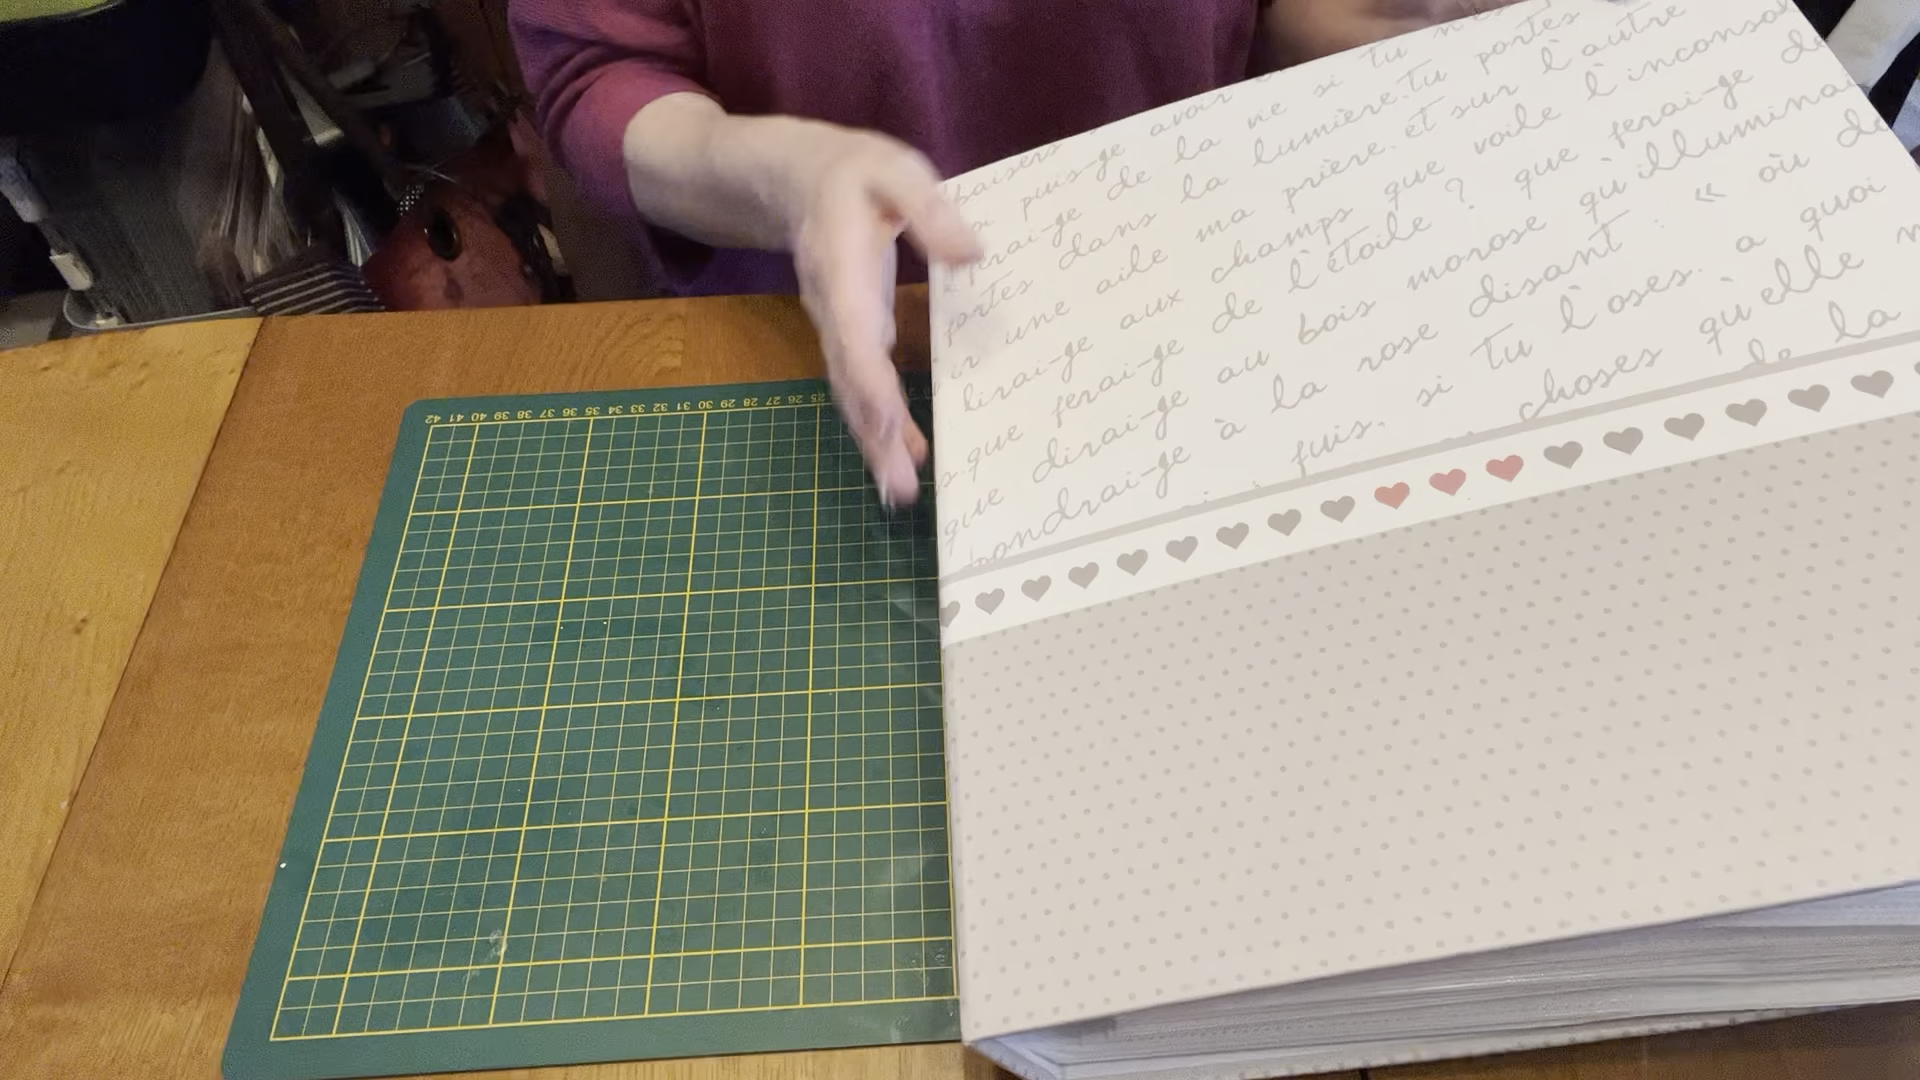 si tu n'es
baisers avoir
puis-je de la vie
portes dans la lumière. tu portes
une aile ma prière. et sur l'autre
dirai-je aux champs que voile l'inconsol
que ferai-je de l'étoile ? que ferai-je de
que dirai-je au bois morose qu'illumina
à la rose disant : « où de
fuis. si tu l'oses. a quoi
choses qu'elle
de la
42 41 40 39 38 37 36 35 34 33 32 31 30 29 28 27 26 25